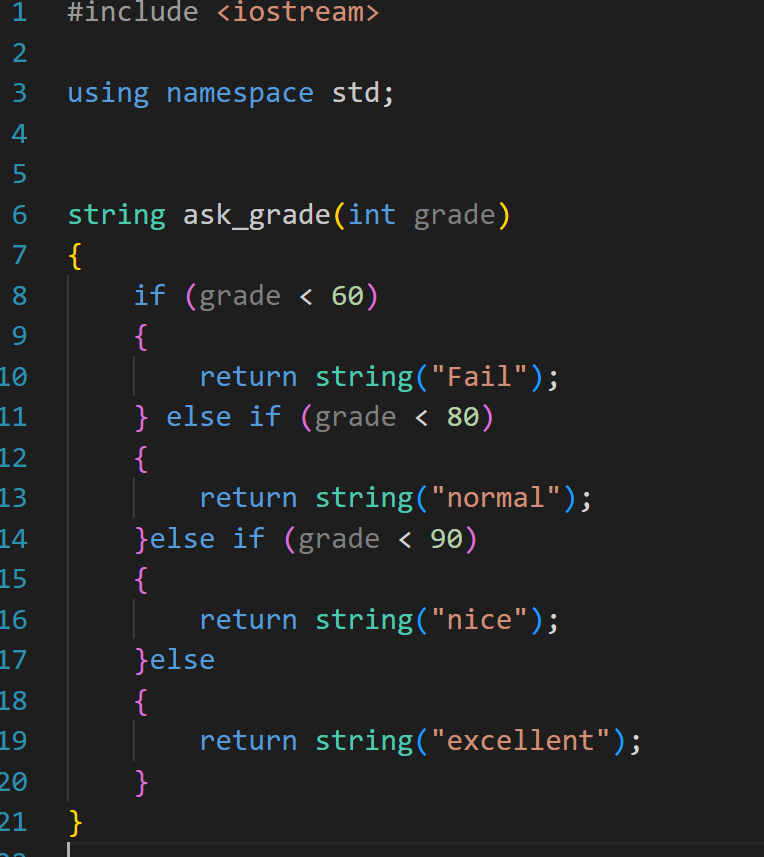 1 #include <iostream>
2
3 using namespace std;
4
5
6 string ask_grade(int grade)
7 {
8     if (grade < 60)
9     {
10         return string("Fail");
11     } else if (grade < 80)
12     {
13         return string("normal");
14     }else if (grade < 90)
15     {
16         return string("nice");
17     }else
18     {
19         return string("excellent");
20     }
21 }